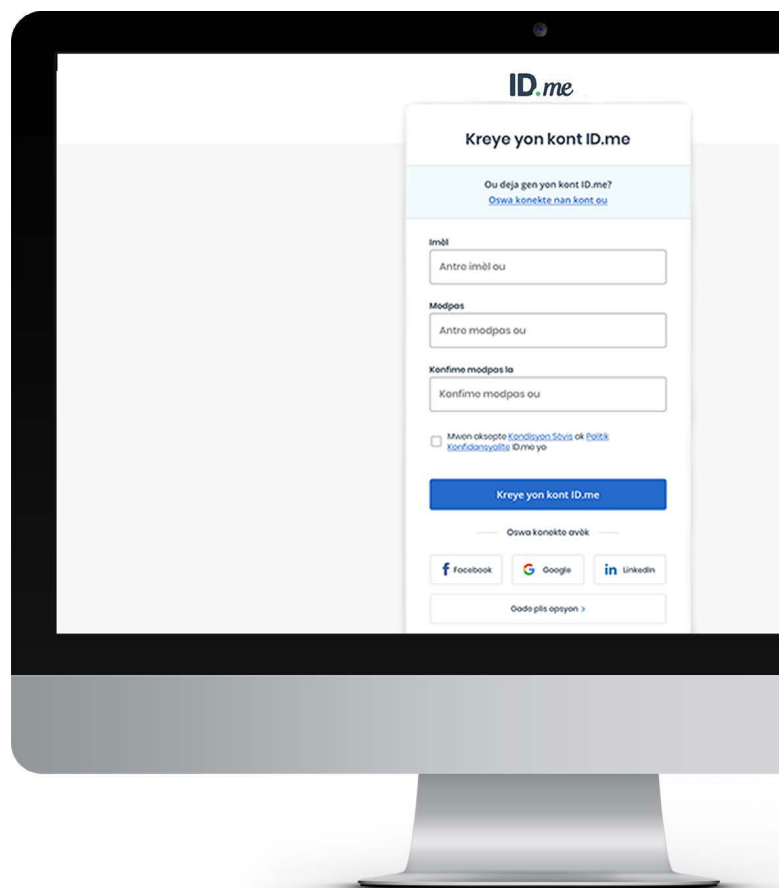 ID.me
Kreye yon kont ID.me
Ou deja gen yon kont ID.me?
Oswa konekte nan kont ou
Imèl
Antre imèl ou
Modpas
Antre modpas ou
Konfime modpas la
Konfime modpas ou
Mwen aksepte Kondisyon Sèvis ak Politik
Konfidansyalite ID.me yo
Kreye yon kont ID.me
Oswa konekte avèk
Facebook
Google
in LinkedIn
Gade plis opsyon >